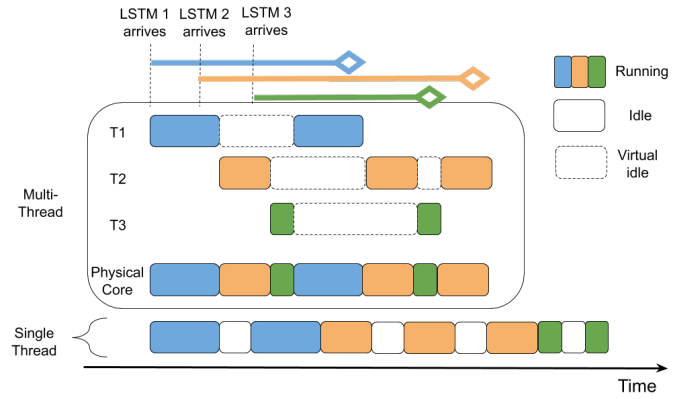 LSTM 1 LSTM 2 LSTM 3
arrives arrives arrives
Running
Idle
Virtual
idle
T1
T2
T3
Multi-
Thread
Physical
Core
Single
Thread
Time